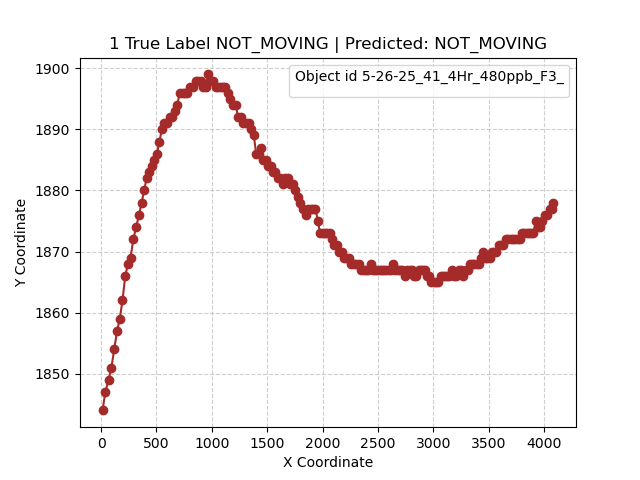 1 True Label NOT_MOVING | Predicted: NOT_MOVING
Object id 5-26-25_41_4Hr_480ppb_F3_
Y Coordinate
1900
1890
1880
1870
1860
1850
0 500 1000 1500 2000 2500 3000 3500 4000
X Coordinate